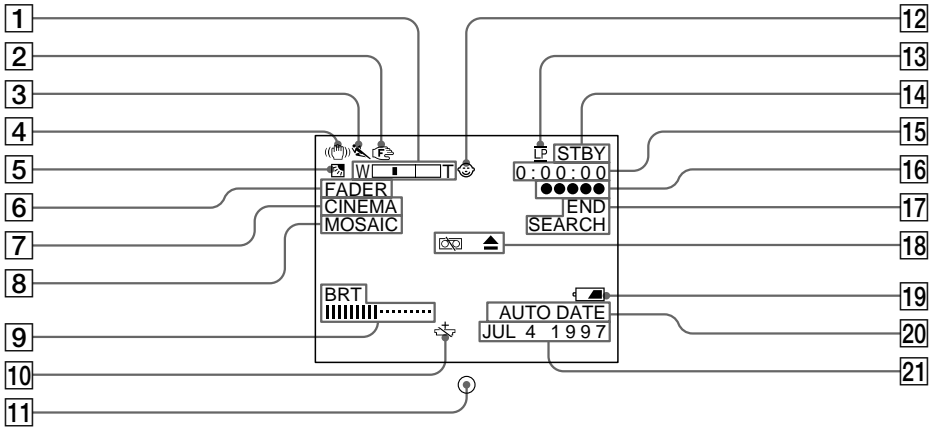 1
2
3
4
5
6
7
8
9
10
11
12
13
14
15
16
17
18
19
20
21
F
LP STBY
W T
0:00:00
FADER
CINEMA
MOSAIC
END
SEARCH
BRT
AUTO DATE
JUL 4 1997